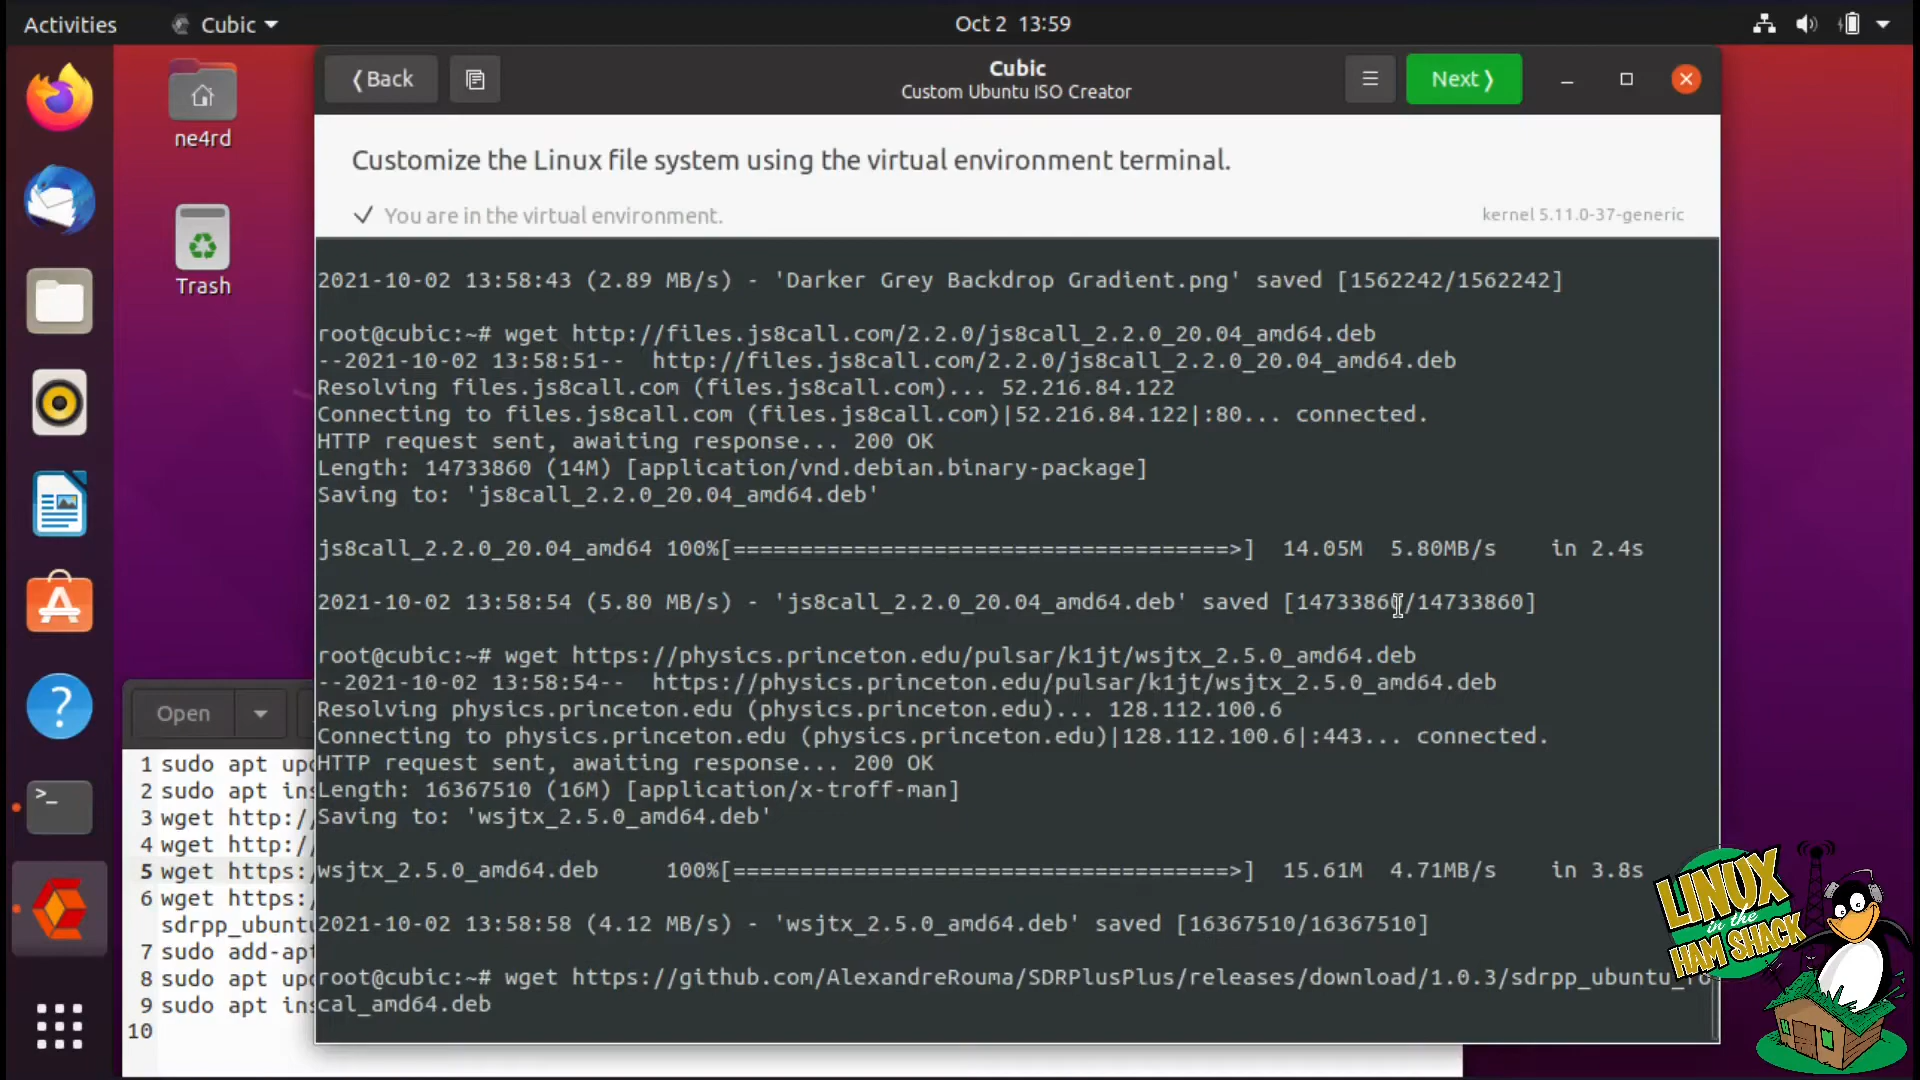 Activities
Cubic
Oct 2 13:59
ne4rd
Trash
Back
Cubic
Custom Ubuntu ISO Creator
Next
Customize the Linux file system using the virtual environment terminal.
You are in the virtual environment.
kernel 5.11.0-37-generic
2021-10-02 13:58:43 (2.89 MB/s) - 'Darker Grey Backdrop Gradient.png' saved [1562242/1562242]
root@cubic:~# wget http://files.js8call.com/2.2.0/js8call_2.2.0_20.04_amd64.deb
--2021-10-02 13:58:51-- http://files.js8call.com/2.2.0/js8call_2.2.0_20.04_amd64.deb
Resolving files.js8call.com (files.js8call.com)... 52.216.84.122
Connecting to files.js8call.com (files.js8call.com)|52.216.84.122|:80... connected.
HTTP request sent, awaiting response... 200 OK
Length: 14733860 (14M) [application/vnd.debian.binary-package]
Saving to: 'js8call_2.2.0_20.04_amd64.deb'
js8call_2.2.0_20.04_amd64 100%[=====================================>] 14.05M 5.80MB/s in 2.4s
2021-10-02 13:58:54 (5.80 MB/s) - 'js8call_2.2.0_20.04_amd64.deb' saved [14733860/14733860]
root@cubic:~# wget https://physics.princeton.edu/pulsar/k1jt/wsjtx_2.5.0_amd64.deb
--2021-10-02 13:58:54-- https://physics.princeton.edu/pulsar/k1jt/wsjtx_2.5.0_amd64.deb
Resolving physics.princeton.edu (physics.princeton.edu)... 128.112.100.6
Connecting to physics.princeton.edu (physics.princeton.edu)|128.112.100.6|:443... connected.
HTTP request sent, awaiting response... 200 OK
Length: 16367510 (16M) [application/x-troff-man]
Saving to: 'wsjtx_2.5.0_amd64.deb'
wsjtx_2.5.0_amd64.deb 100%[=====================================>] 15.61M 4.71MB/s in 3.8s
2021-10-02 13:58:58 (4.12 MB/s) - 'wsjtx_2.5.0_amd64.deb' saved [16367510/16367510]
root@cubic:~# wget https://github.com/AlexandreRouma/SDRPlusPlus/releases/download/1.0.3/sdrpp_ubuntu_fo
cal_amd64.deb
Open
1 sudo apt upd
2 sudo apt ins
3 wget http:/
4 wget http:/
5 wget https:
6 wget https:
sdrpp_ubuntu
7 sudo add-apt
8 sudo apt upd
9 sudo apt ins
10
LINUX
in the
HAM SHACK